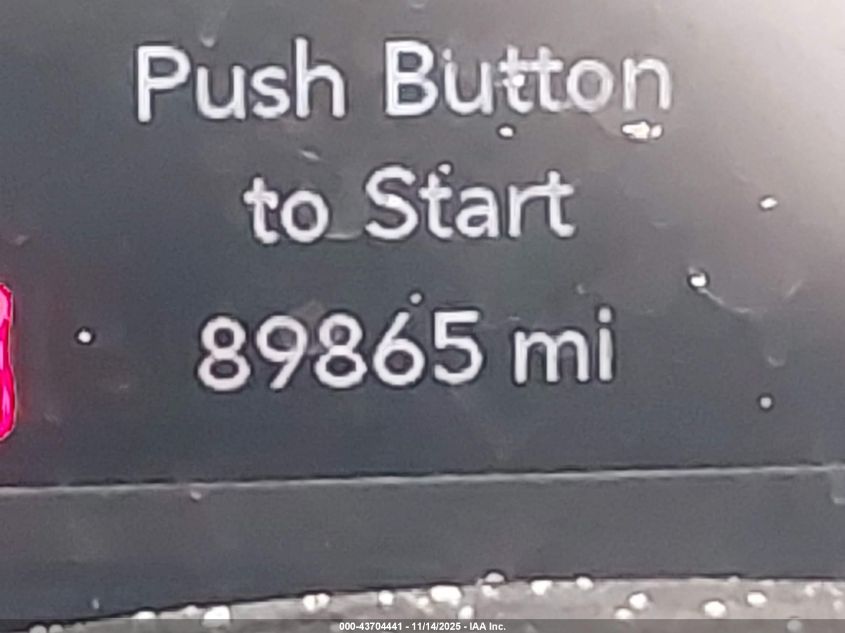 Push Button
to Start
89865 mi
000-43704441 - 11/14/2025 - IAA Inc.